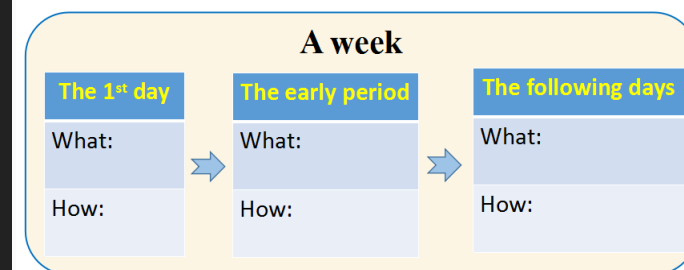 A week
The 1st day
The early period
The following days
What:
What:
What:
How:
How:
How: